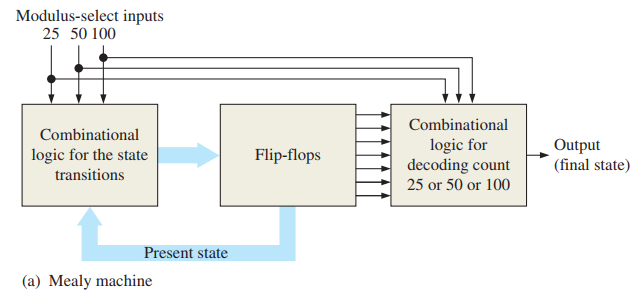 Modulus-select inputs
25 50 100
Combinational
logic for the state
transitions
Flip-flops
Combinational
logic for
decoding count
25 or 50 or 100
Output
(final state)
Present state
(a) Mealy machine